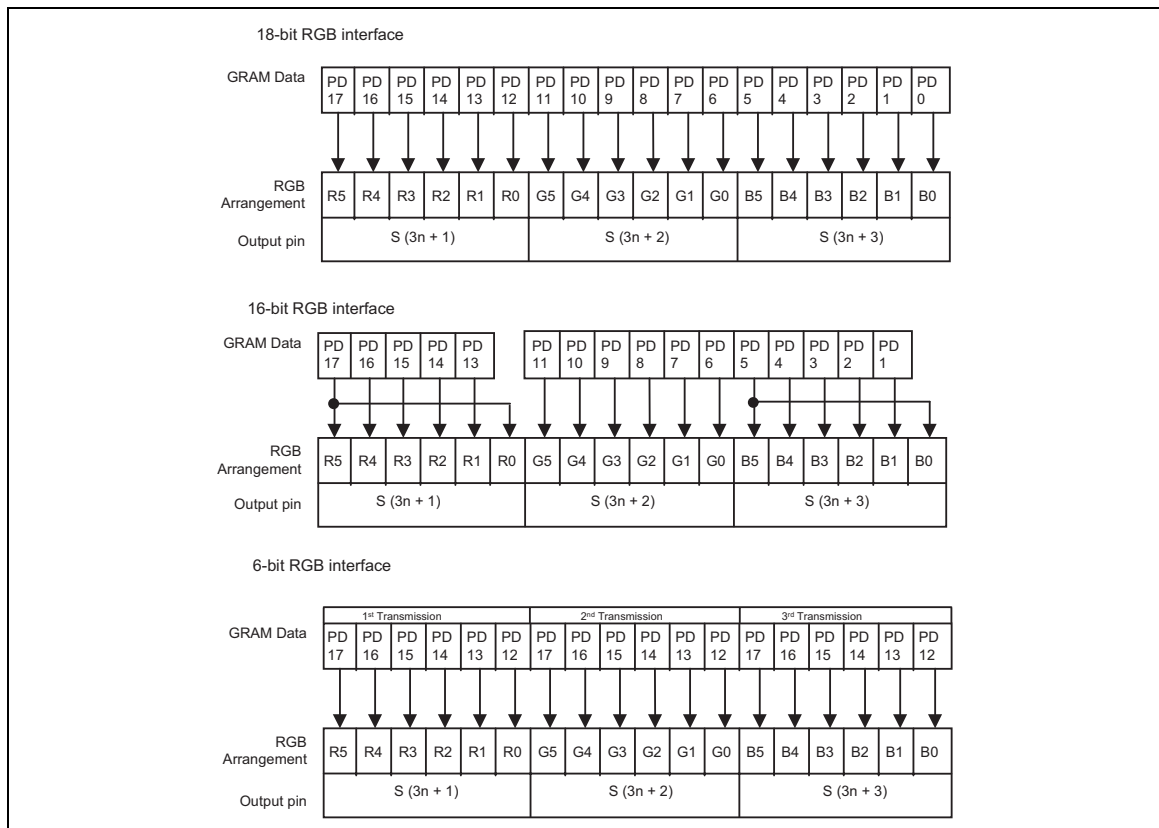 18-bit RGB interface
GRAM Data
PD 17 PD 16 PD 15 PD 14 PD 13 PD 12 PD 11 PD 10 PD 9 PD 8 PD 7 PD 6 PD 5 PD 4 PD 3 PD 2 PD 1 PD 0
RGB Arrangement
R5 R4 R3 R2 R1 R0 G5 G4 G3 G2 G1 G0 B5 B4 B3 B2 B1 B0
Output pin
S (3n + 1) S (3n + 2) S (3n + 3)
16-bit RGB interface
GRAM Data
PD 17 PD 16 PD 15 PD 14 PD 13 PD 11 PD 10 PD 9 PD 8 PD 7 PD 6 PD 5 PD 4 PD 3 PD 2 PD 1
RGB Arrangement
R5 R4 R3 R2 R1 R0 G5 G4 G3 G2 G1 G0 B5 B4 B3 B2 B1 B0
Output pin
S (3n + 1) S (3n + 2) S (3n + 3)
6-bit RGB interface
1st Transmission 2nd Transmission 3rd Transmission
GRAM Data
PD 17 PD 16 PD 15 PD 14 PD 13 PD 12 PD 17 PD 16 PD 15 PD 14 PD 13 PD 12 PD 17 PD 16 PD 15 PD 14 PD 13 PD 12
RGB Arrangement
R5 R4 R3 R2 R1 R0 G5 G4 G3 G2 G1 G0 B5 B4 B3 B2 B1 B0
Output pin
S (3n + 1) S (3n + 2) S (3n + 3)